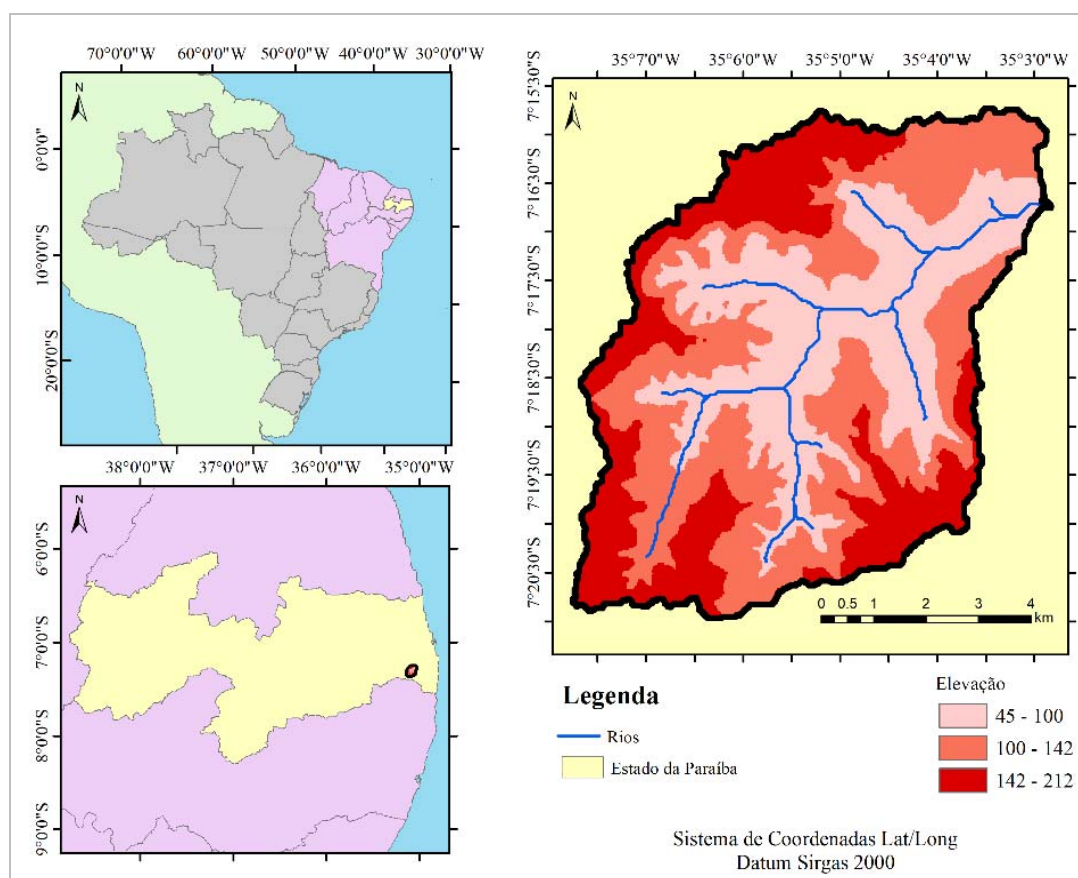 70°0'0"W 60°0'0"W 50°0'0"W 40°0'0"W 30°0'0"W
N
0°0'0"
10°0'0"S
20°0'0"S
38°0'0"W 37°0'0"W 36°0'0"W 35°0'0"W
N
6°0'0"S
7°0'0"S
8°0'0"S
9°0'0"S
35°7'0"W 35°6'0"W 35°5'0"W 35°4'0"W 35°3'0"W
N
7°15'30"S
7°16'30"S
7°17'30"S
7°18'30"S
7°19'30"S
7°20'30"S
0 0.5 1 2 3 4
km
Legenda
Rios
Estado da Paraíba
Elevação
45 - 100
100 - 142
142 - 212
Sistema de Coordenadas Lat/Long
Datum Sirgas 2000